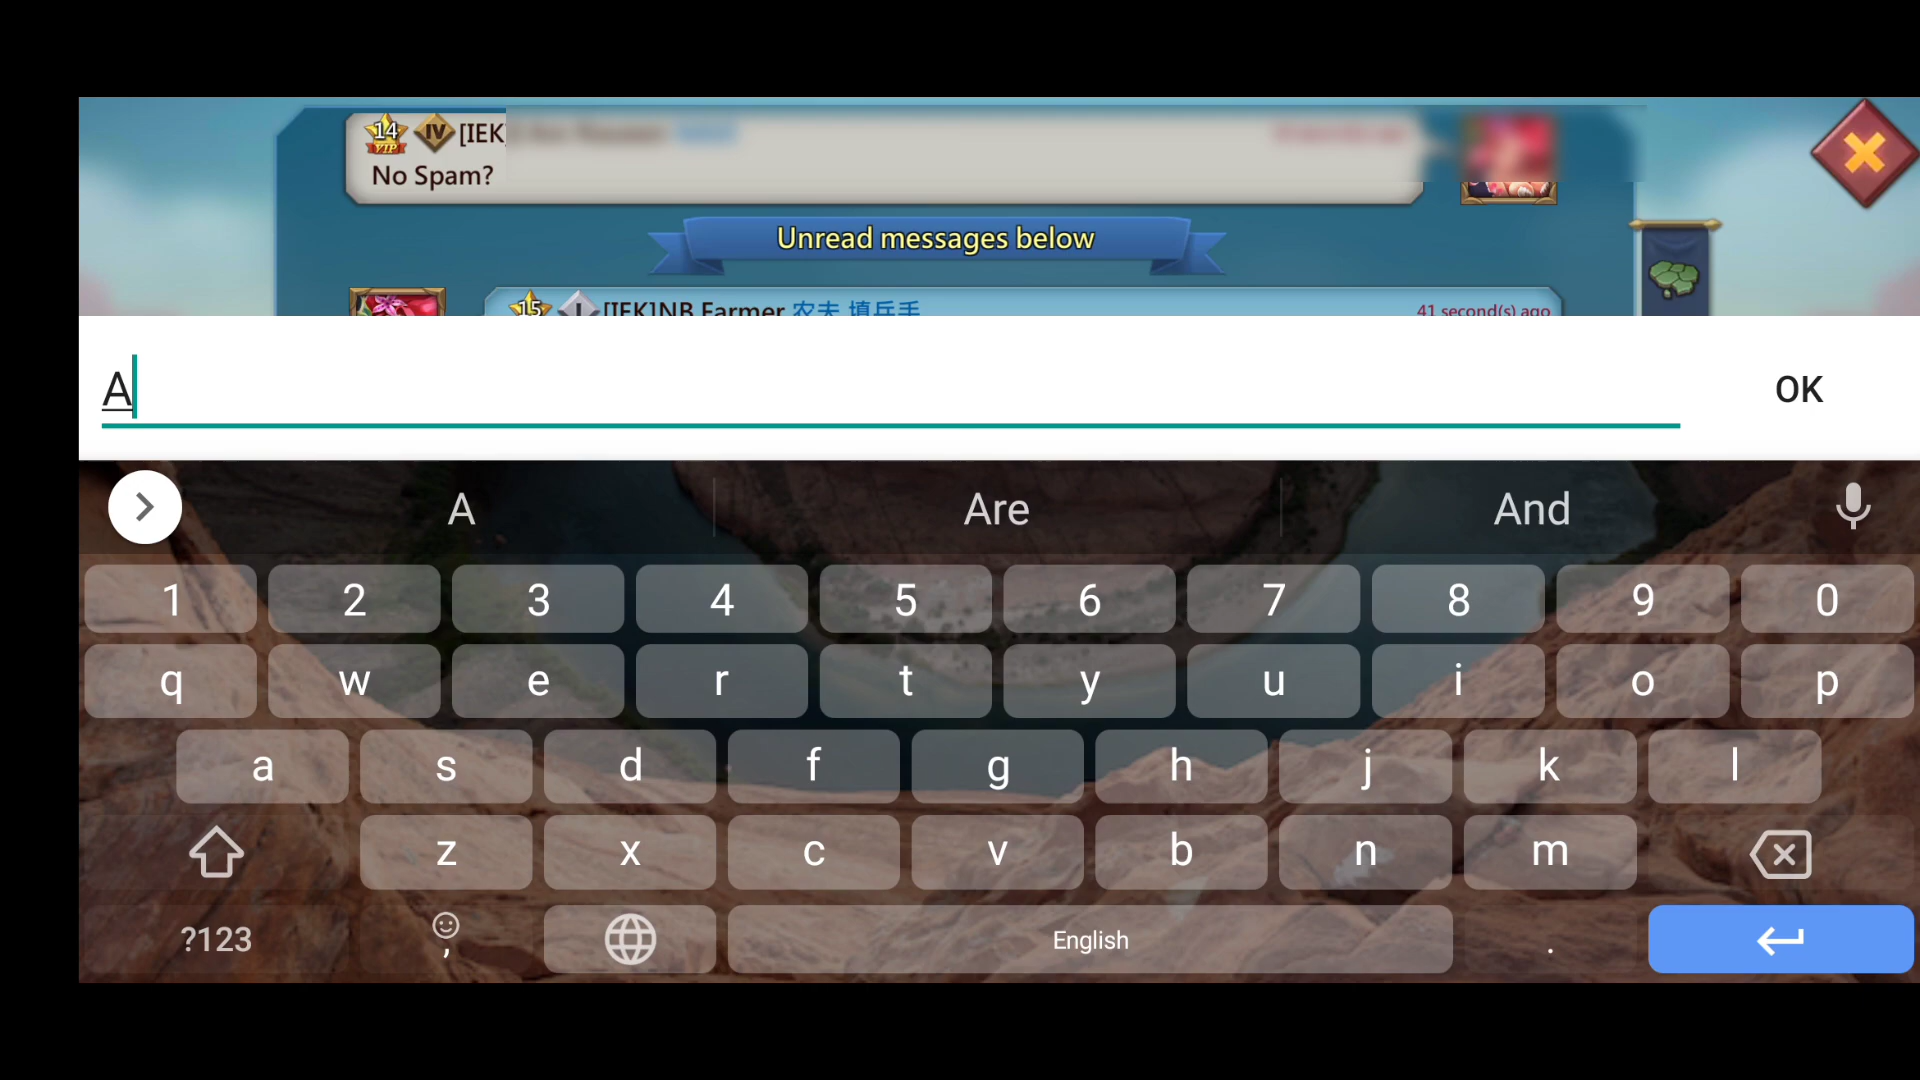 14 VIP IV [IEK
No Spam?
Unread messages below
15 I [IEK]NB Farmer 农夫 填兵手 41 second(s) ago
A
OK
A Are And
1 2 3 4 5 6 7 8 9 0
q w e r t y u i o p
a s d f g h j k l
z x c v b n m
?123 , English .